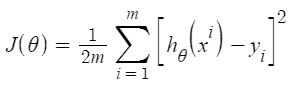 J(θ) = 1/2m ∑_{i=1}^{m} [h_θ(x^i) − y_i]^2